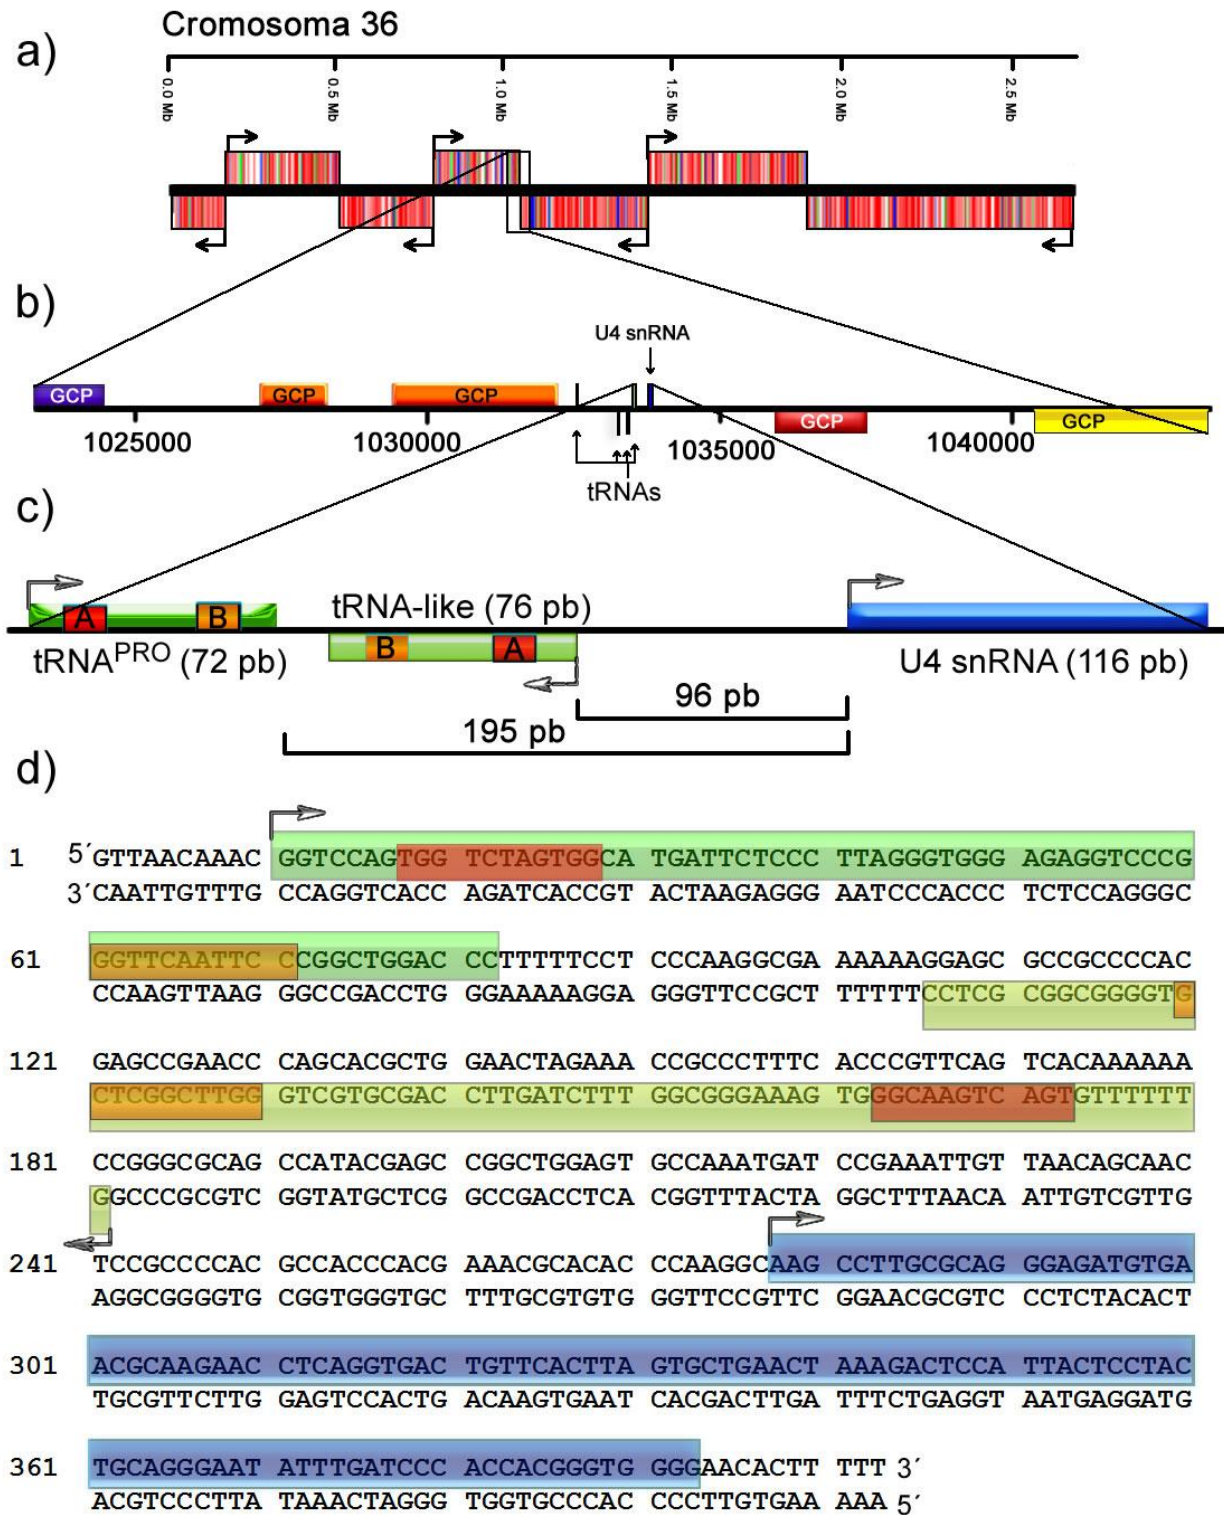 a)
Cromosoma 36
0.0 Mb
0.5 Mb
1.0 Mb
1.5 Mb
2.0 Mb
2.5 Mb
b)
U4 snRNA
GCP GCP GCP GCP GCP
1025000 1030000 1035000 1040000
tRNAs
c)
A B
tRNA-like (76 pb)
B A
tRNAPRO (72 pb)
U4 snRNA (116 pb)
96 pb
195 pb
d)
1 5´GTTAACAAAC GGTCCAGTGG TCTAGTGGCA TGATTCTCCC TTAGGGTGGG AGAGGTCCCG
3´CAATTGTTTG CCAGGTCACC AGATCACCGT ACTAAGAGGG AATCCCACCC TCTCCAGGGC
61 GGTTCAATTC CCGGCTGGAC CCTTTTTCCT CCCAAGGCGA AAAAAGGAGC GCCGCCCCAC
CCAAGTTAAG GGCCGACCTG GGAAAAAGGA GGGTTCCGCT TTTTTCCTCG CGGCGGGGTG
121 GAGCCGAACC CAGCACGCTG GAACTAGAAA CCGCCCTTTC ACCCGTTCAG TCACAAAAAA
CTCGGCTTGG GTCGTGCGAC CTTGATCTTT GGCGGGAAAG TGGGCAAGTC AGTGTTTTTT
181 CCGGGCGCAG CCATACGAGC CGGCTGGAGT GCCAAATGAT CCGAAATTGT TAACAGCAAC
GGCCCGCGTC GGTATGCTCG GCCGACCTCA CGGTTTACTA GGCTTTAACA ATTGTCGTTG
241 TCCGCCCCAC GCCACCCACG AAACGCACAC CCAAGGCAAG CCTTGCGCAG GGAGATGTGA
AGGCGGGGTG CGGTGGGTGC TTTGCGTGTG GGTTCCGTTC GGAACGCGTC CCTCTACACT
301 ACGCAAGAAC CTCAGGTGAC TGTTCACTTA GTGCTGAACT AAAGACTCCA TTACTCCTAC
TGCGTTCTTG GAGTCCACTG ACAAGTGAAT CACGACTTGA TTTCTGAGGT AATGAGGATG
361 TGCAGGGAAT ATTTGATCCC ACCACGGGTG GGGAACACTT TTT 3´
ACGTCCCTTA TAAACTAGGG TGGTGCCCAC CCCTTGTGAA AAA 5´